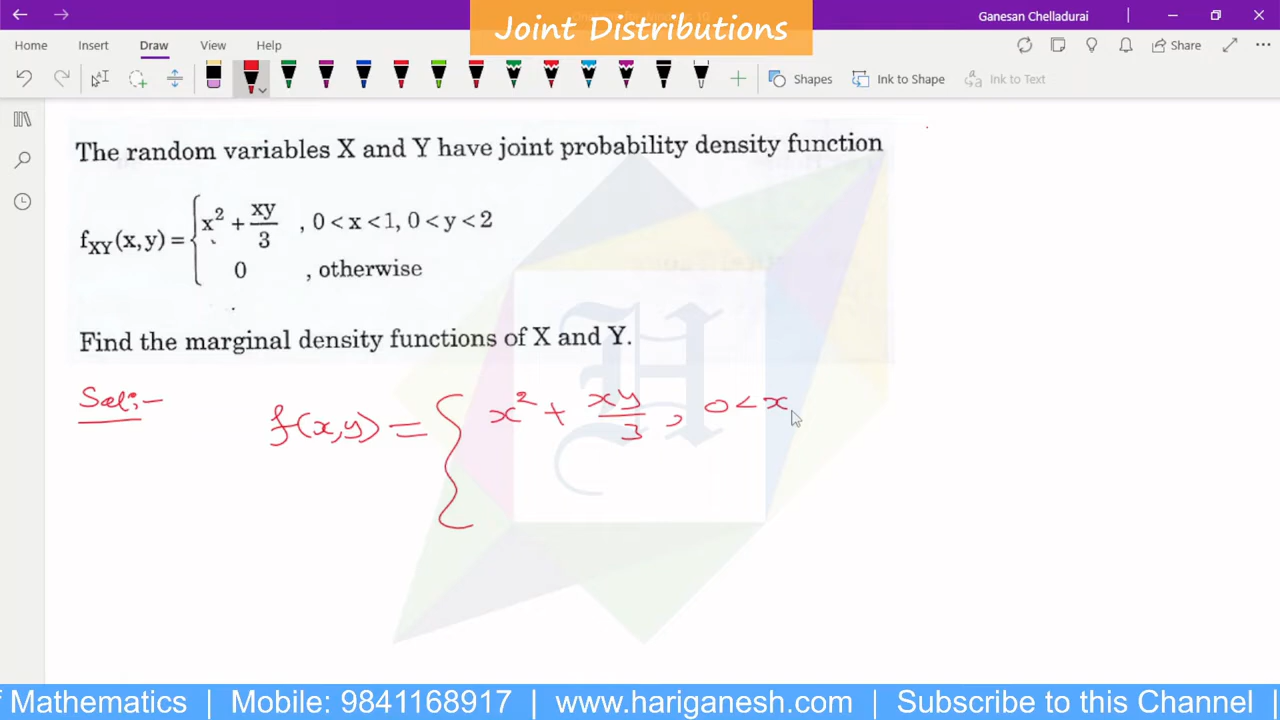 Joint Distributions
Ganesan Chelladurai
Home Insert Draw View Help
Share
Shapes Ink to Shape Ink to Text
The random variables X and Y have joint probability density function
f_XY(x,y) = { x² + xy/3 , 0 < x < 1, 0 < y < 2
0 , otherwise
Find the marginal density functions of X and Y.
Sol:-
f(x,y) = { x² + xy/3 , 0 < x
H
f Mathematics | Mobile: 9841168917 | www.hariganesh.com | Subscribe to this Channel |